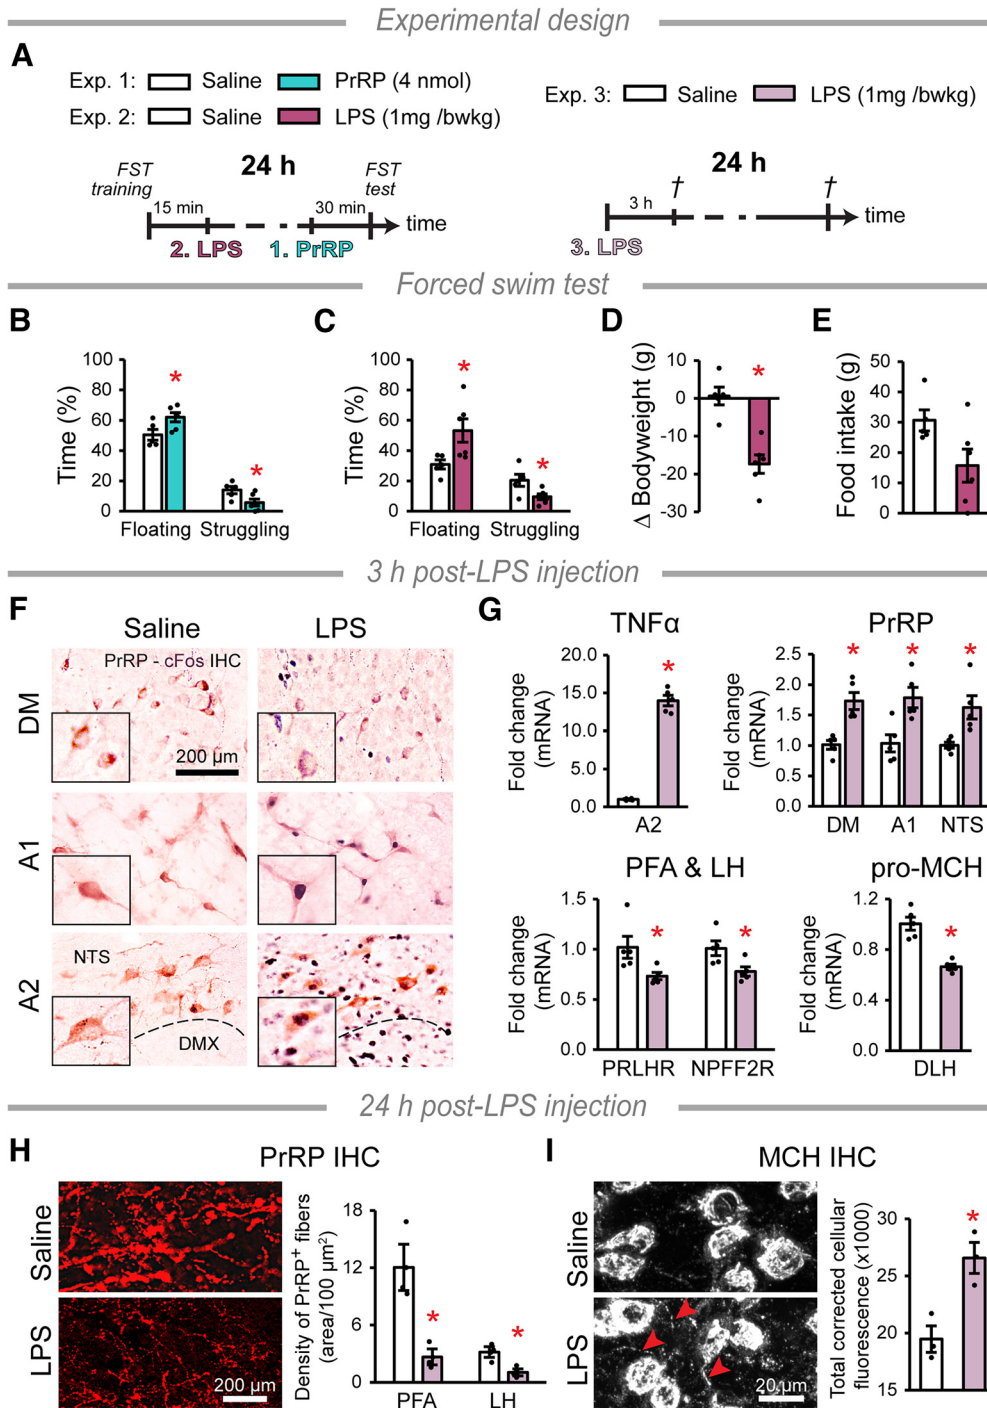 Experimental design
A
Exp. 1: Saline PrRP (4 nmol)
Exp. 2: Saline LPS (1mg /bwkg)
Exp. 3: Saline LPS (1mg /bwkg)
FST training
24 h
FST test
15 min
30 min
time
2. LPS
1. PrRP
24 h
†
†
3 h
time
3. LPS
Forced swim test
B
Time (%)
100
80
60
40
20
0
*
*
Floating Struggling
C
Time (%)
100
80
60
40
20
0
*
*
Floating Struggling
D
Δ Bodyweight (g)
10
0
-10
-20
-30
*
E
Food intake (g)
50
40
30
20
10
0
3 h post-LPS injection
F
Saline LPS
PrRP - cFos IHC
DM
200 µm
A1
A2
NTS
DMX
G
TNFα
Fold change
(mRNA)
20.0
15.0
10.0
5.0
0.0
*
A2
PrRP
Fold change
(mRNA)
2.5
2.0
1.5
1.0
0.5
0.0
* * *
DM A1 NTS
PFA & LH
Fold change
(mRNA)
1.5
1.0
0.5
0.0
* *
PRLHR NPFF2R
pro-MCH
Fold change
(mRNA)
1.2
0.8
0.4
0.0
*
DLH
24 h post-LPS injection
H
PrRP IHC
Saline
LPS
200 µm
Density of PrRP+ fibers
(area/100 µm²)
18
12
6
0
*
*
PFA LH
I
MCH IHC
Saline
LPS
20 µm
Total corrected cellular
fluorescence (x1000)
30
25
20
15
*